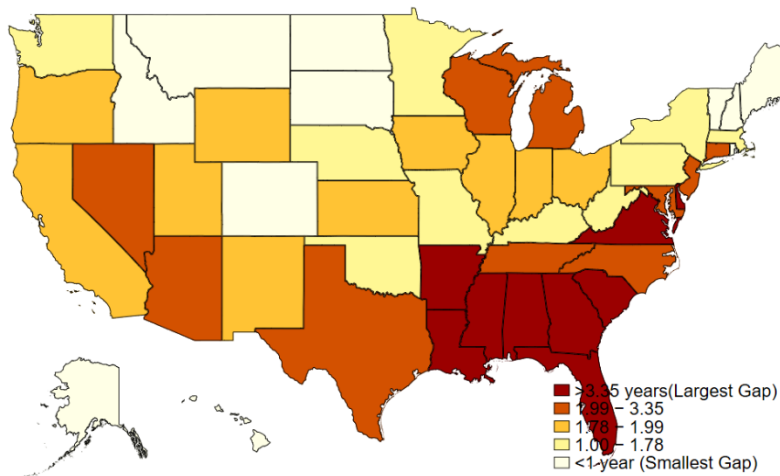 >3.35 years(Largest Gap)
1.99 − 3.35
1.78 − 1.99
1.00 − 1.78
<1 year (Smallest Gap)